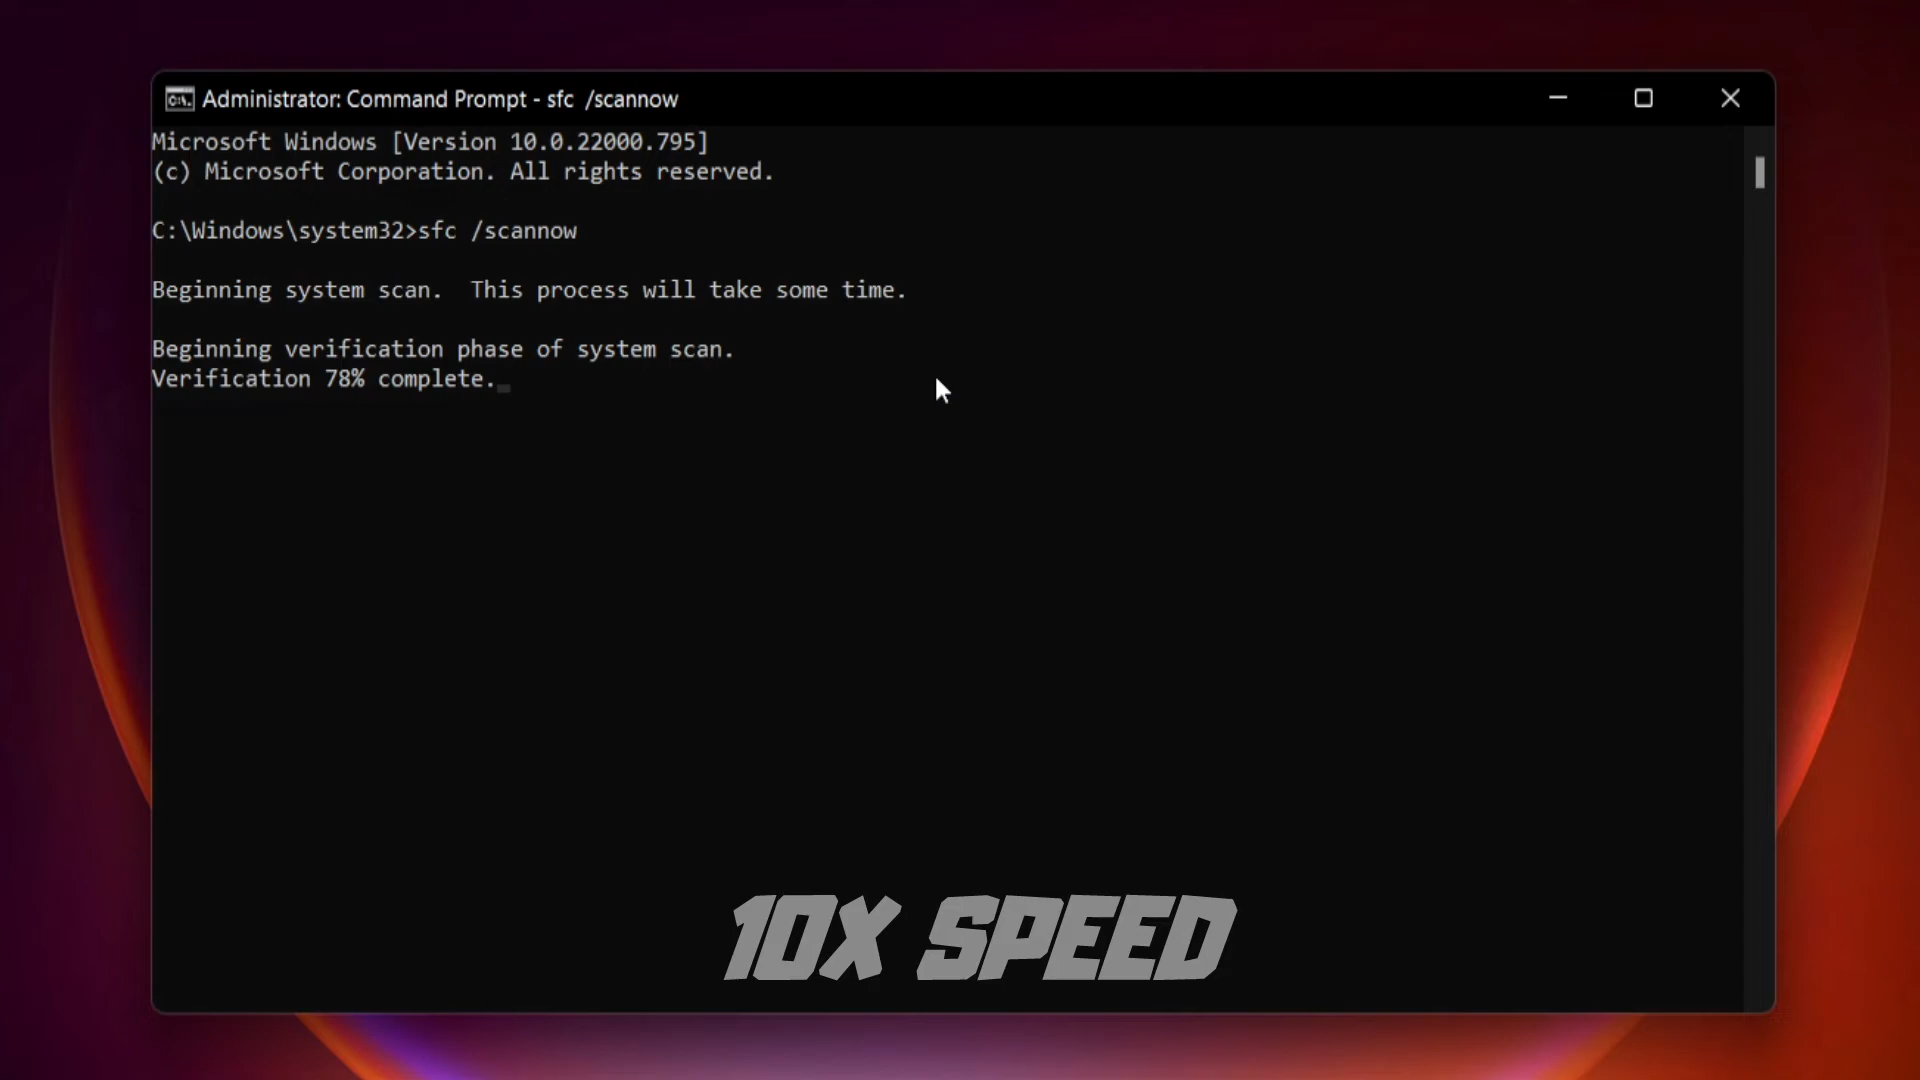 Administrator: Command Prompt - sfc  /scannow
Microsoft Windows [Version 10.0.22000.795]
(c) Microsoft Corporation. All rights reserved.
C:\Windows\system32>sfc /scannow
Beginning system scan.  This process will take some time.
Beginning verification phase of system scan.
Verification 78% complete.
10X SPEED